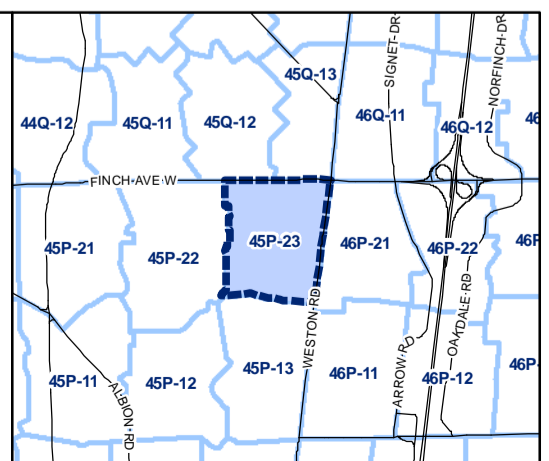 SIGNET DR
NORFINCH DR
45Q-13
44Q-12
45Q-11
45Q-12
46Q-11
46Q-12
46
FINCH AVE W
45P-21
45P-22
45P-23
46P-21
46P-22
46P
WESTON RD
OAKDALE RD
ARROW RD
45P-11
ALBION RD
45P-12
45P-13
46P-11
46P-12
46P-